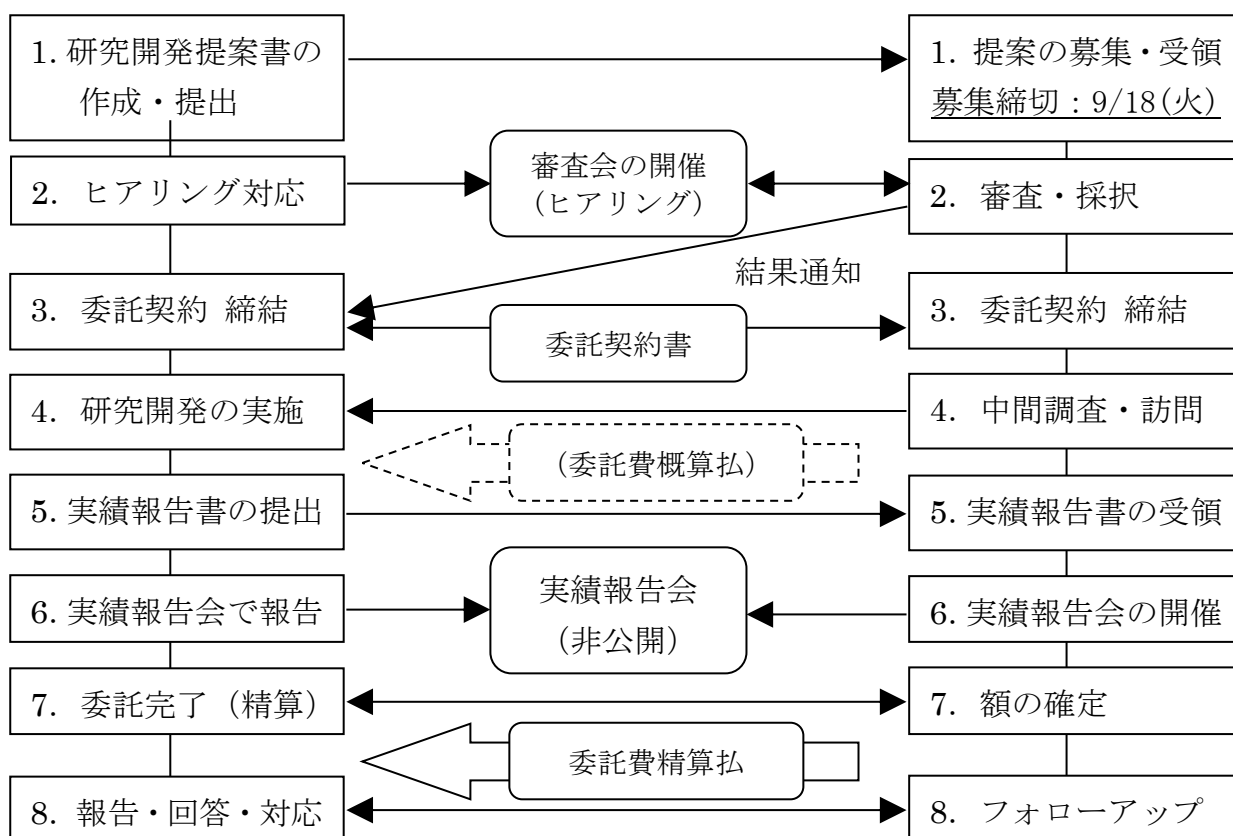 1. 研究開発提案書の
作成・提出
1. 提案の募集・受領
募集締切：9/18(火)
審査会の開催
（ヒアリング）
2. ヒアリング対応
2. 審査・採択
結果通知
3. 委託契約 締結
委託契約書
3. 委託契約 締結
4. 研究開発の実施
4. 中間調査・訪問
（委託費概算払）
5. 実績報告書の提出
5. 実績報告書の受領
実績報告会
（非公開）
6. 実績報告会で報告
6. 実績報告会の開催
7. 委託完了（精算）
7. 額の確定
委託費精算払
8. 報告・回答・対応
8. フォローアップ